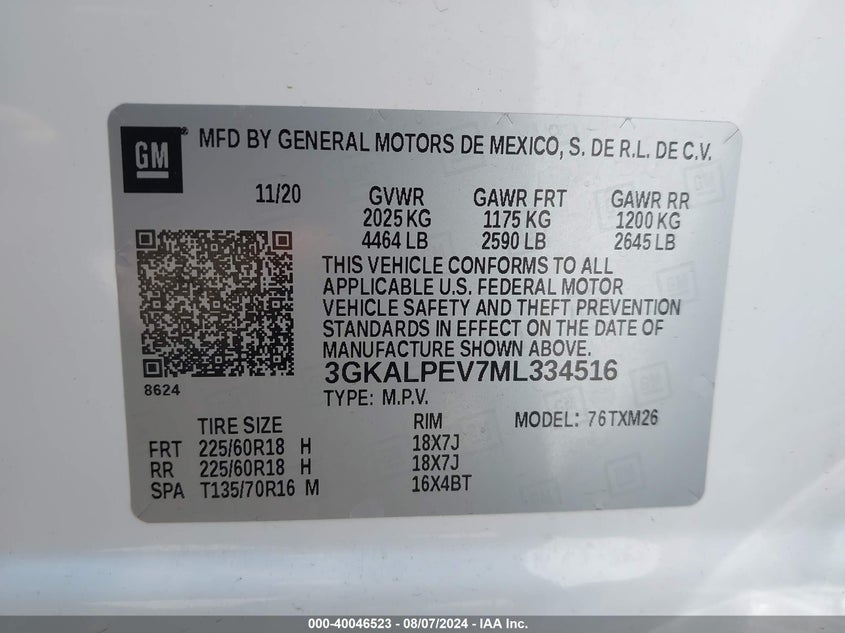 GM ® MFD BY GENERAL MOTORS DE MEXICO, S. DE R.L. DE C.V.
11/20 GVWR GAWR FRT GAWR RR
2025 KG 1175 KG 1200 KG
4464 LB 2590 LB 2645 LB
THIS VEHICLE CONFORMS TO ALL
APPLICABLE U.S. FEDERAL MOTOR
VEHICLE SAFETY AND THEFT PREVENTION
STANDARDS IN EFFECT ON THE DATE OF
MANUFACTURE SHOWN ABOVE.
3GKALPEV7ML334516
8624
TYPE: M.P.V.
TIRE SIZE RIM MODEL: 76TXM26
FRT 225/60R18 H 18X7J
RR 225/60R18 H 18X7J
SPA T135/70R16 M 16X4BT
000-40046523 - 08/07/2024 - IAA Inc.